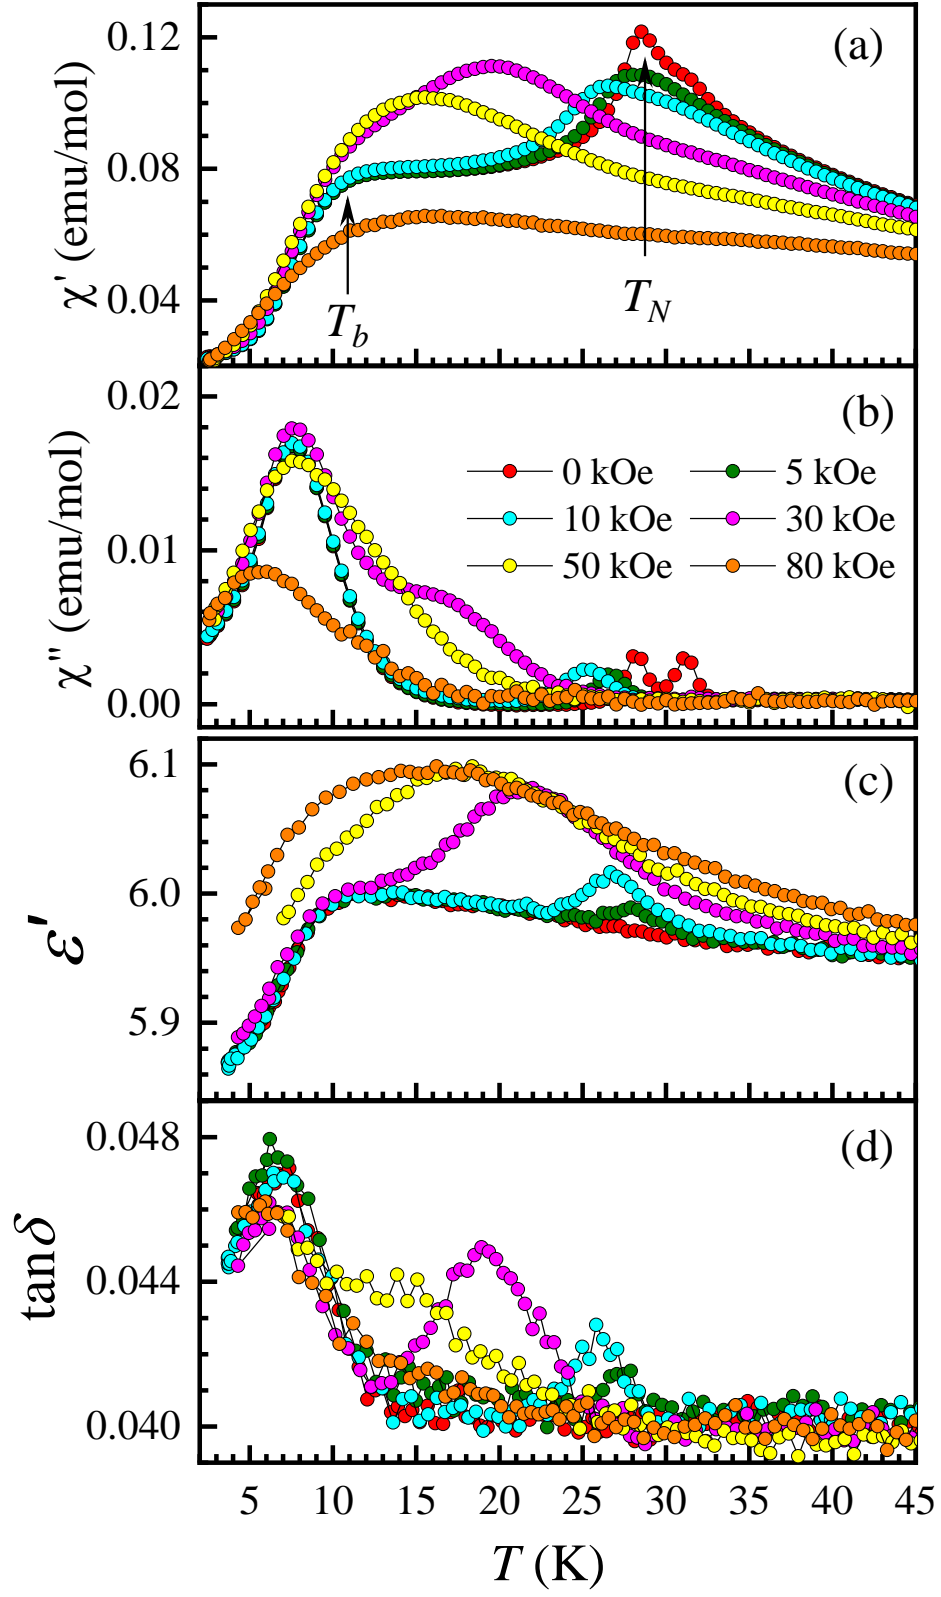 (a)
0.12
0.08
0.04
χ' (emu/mol)
T_b
T_N
(b)
0.02
0.01
0.00
χ'' (emu/mol)
0 kOe 5 kOe
10 kOe 30 kOe
50 kOe 80 kOe
(c)
6.1
6.0
5.9
ε'
(d)
0.048
0.044
0.040
tanδ
5 10 15 20 25 30 35 40 45
T (K)